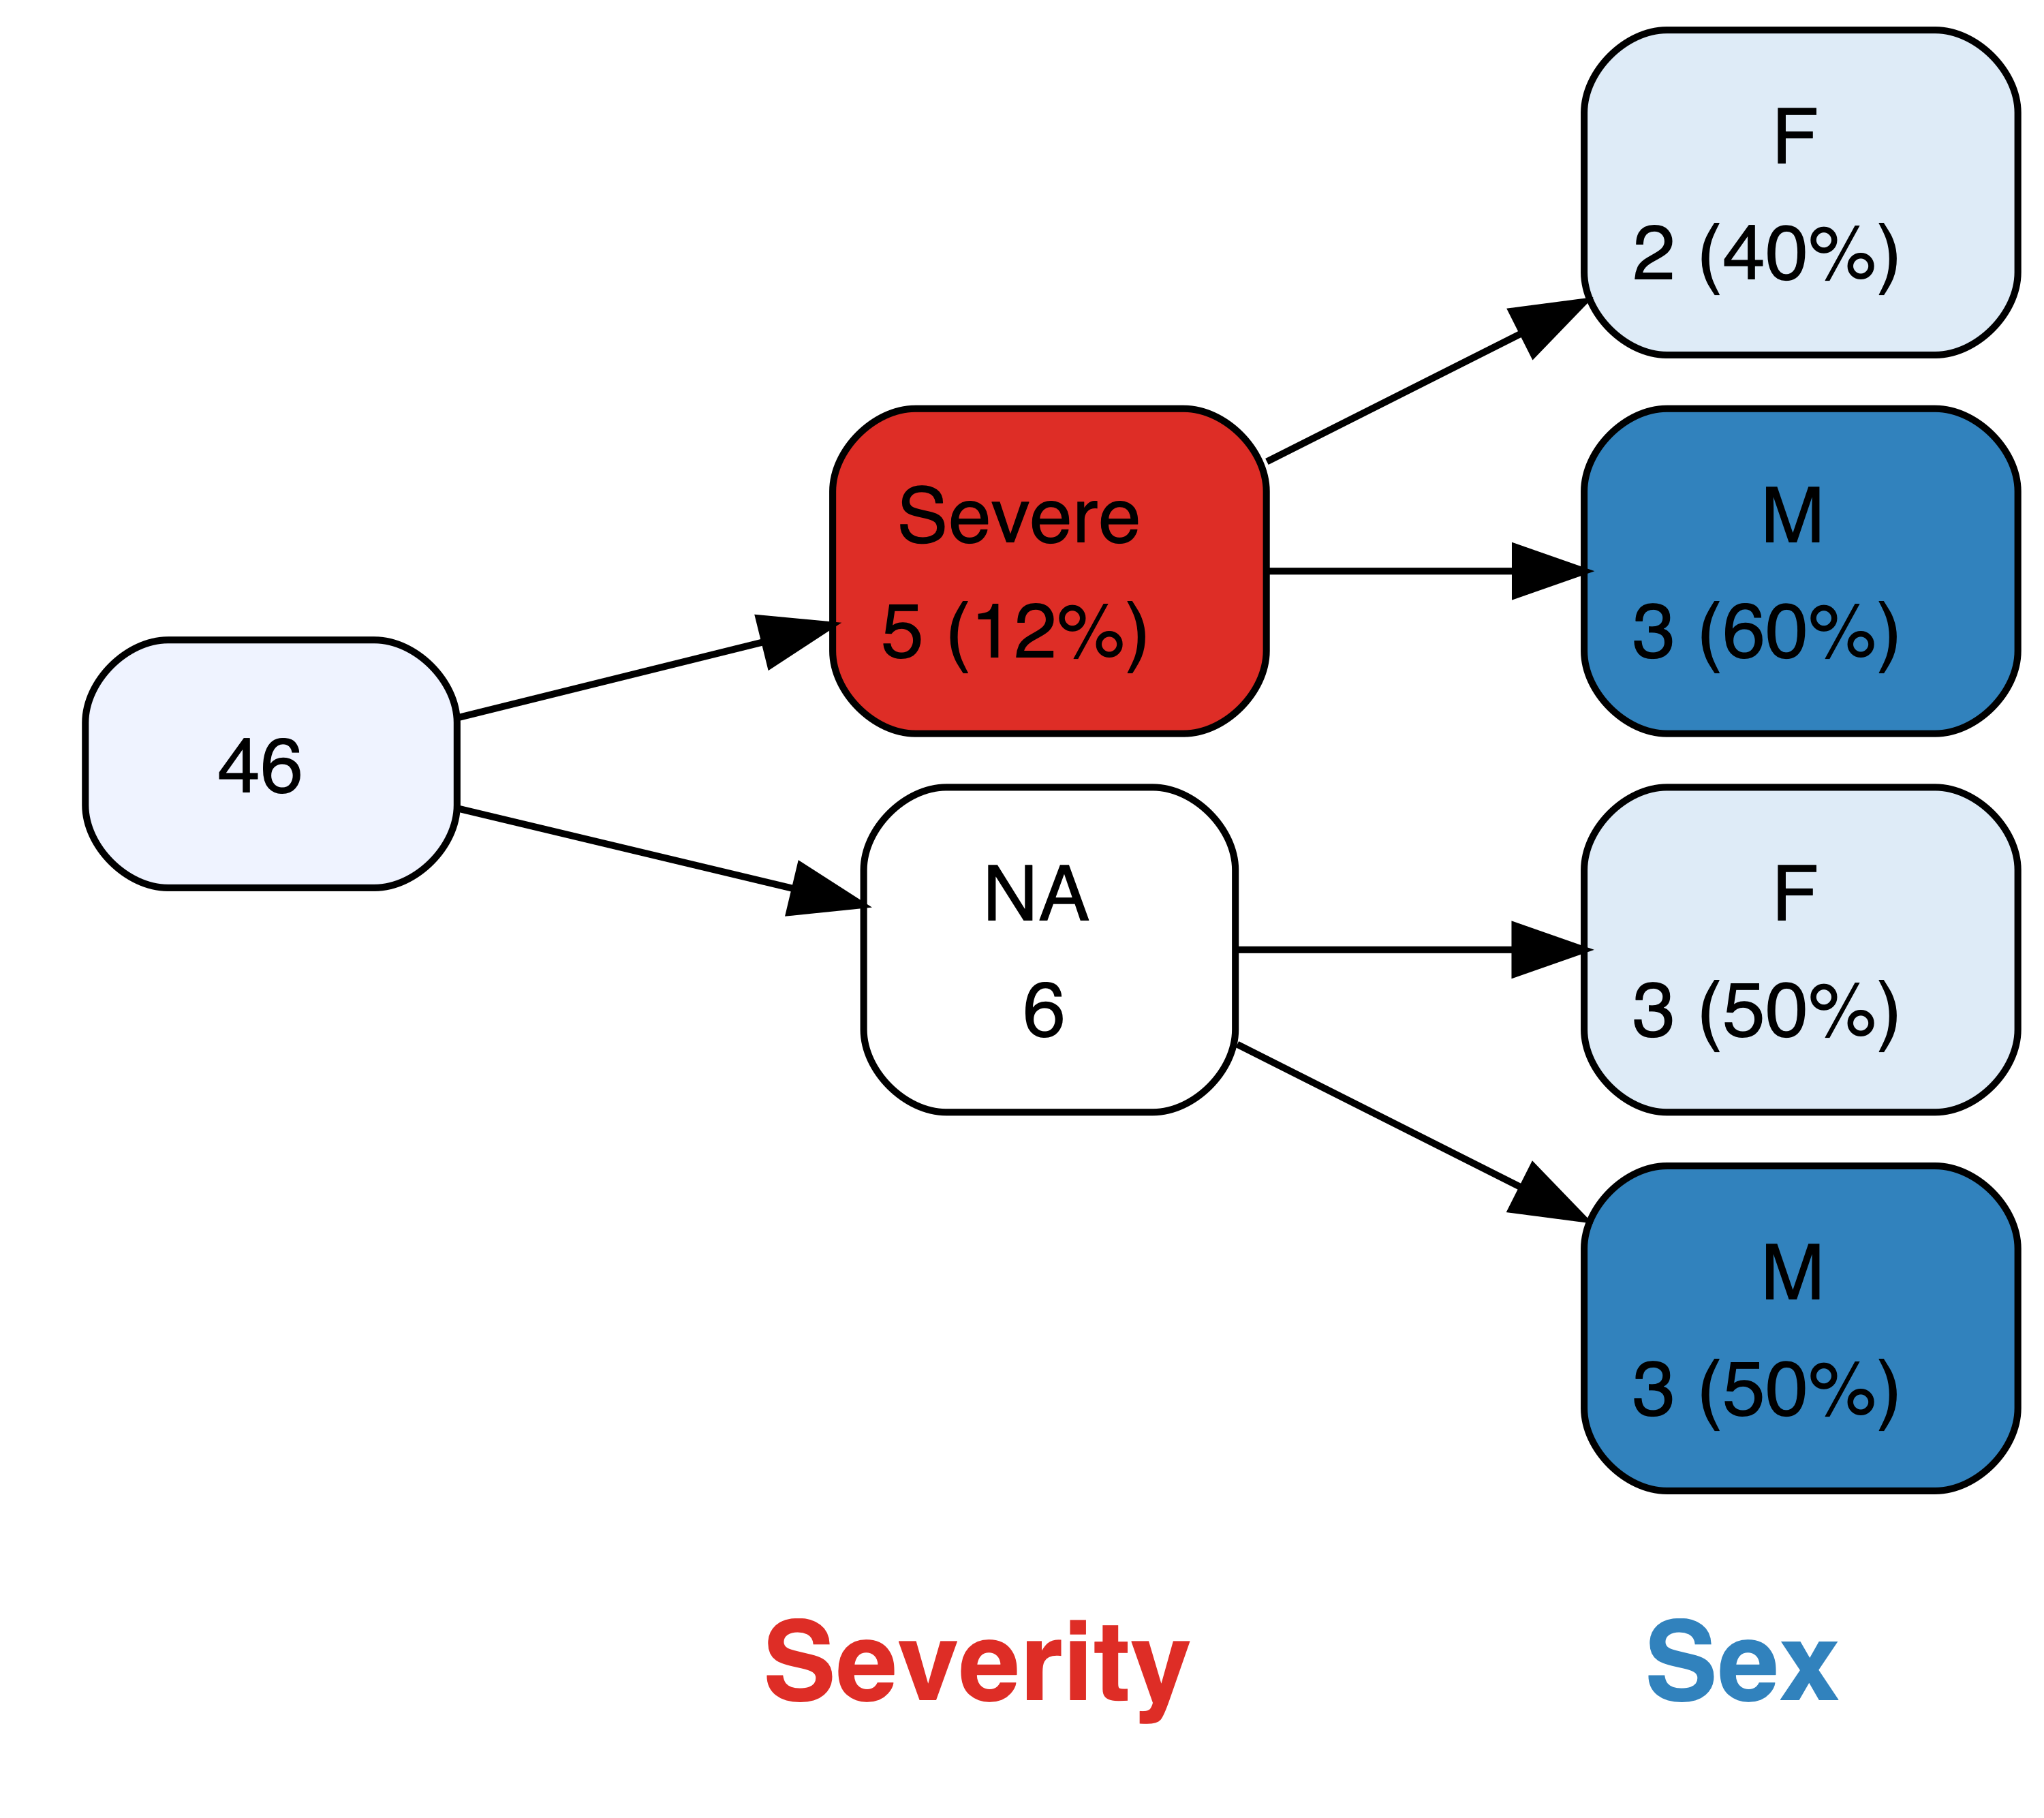 46
Severe
5 (12%)
NA
6
F
2 (40%)
M
3 (60%)
F
3 (50%)
M
3 (50%)
Severity
Sex